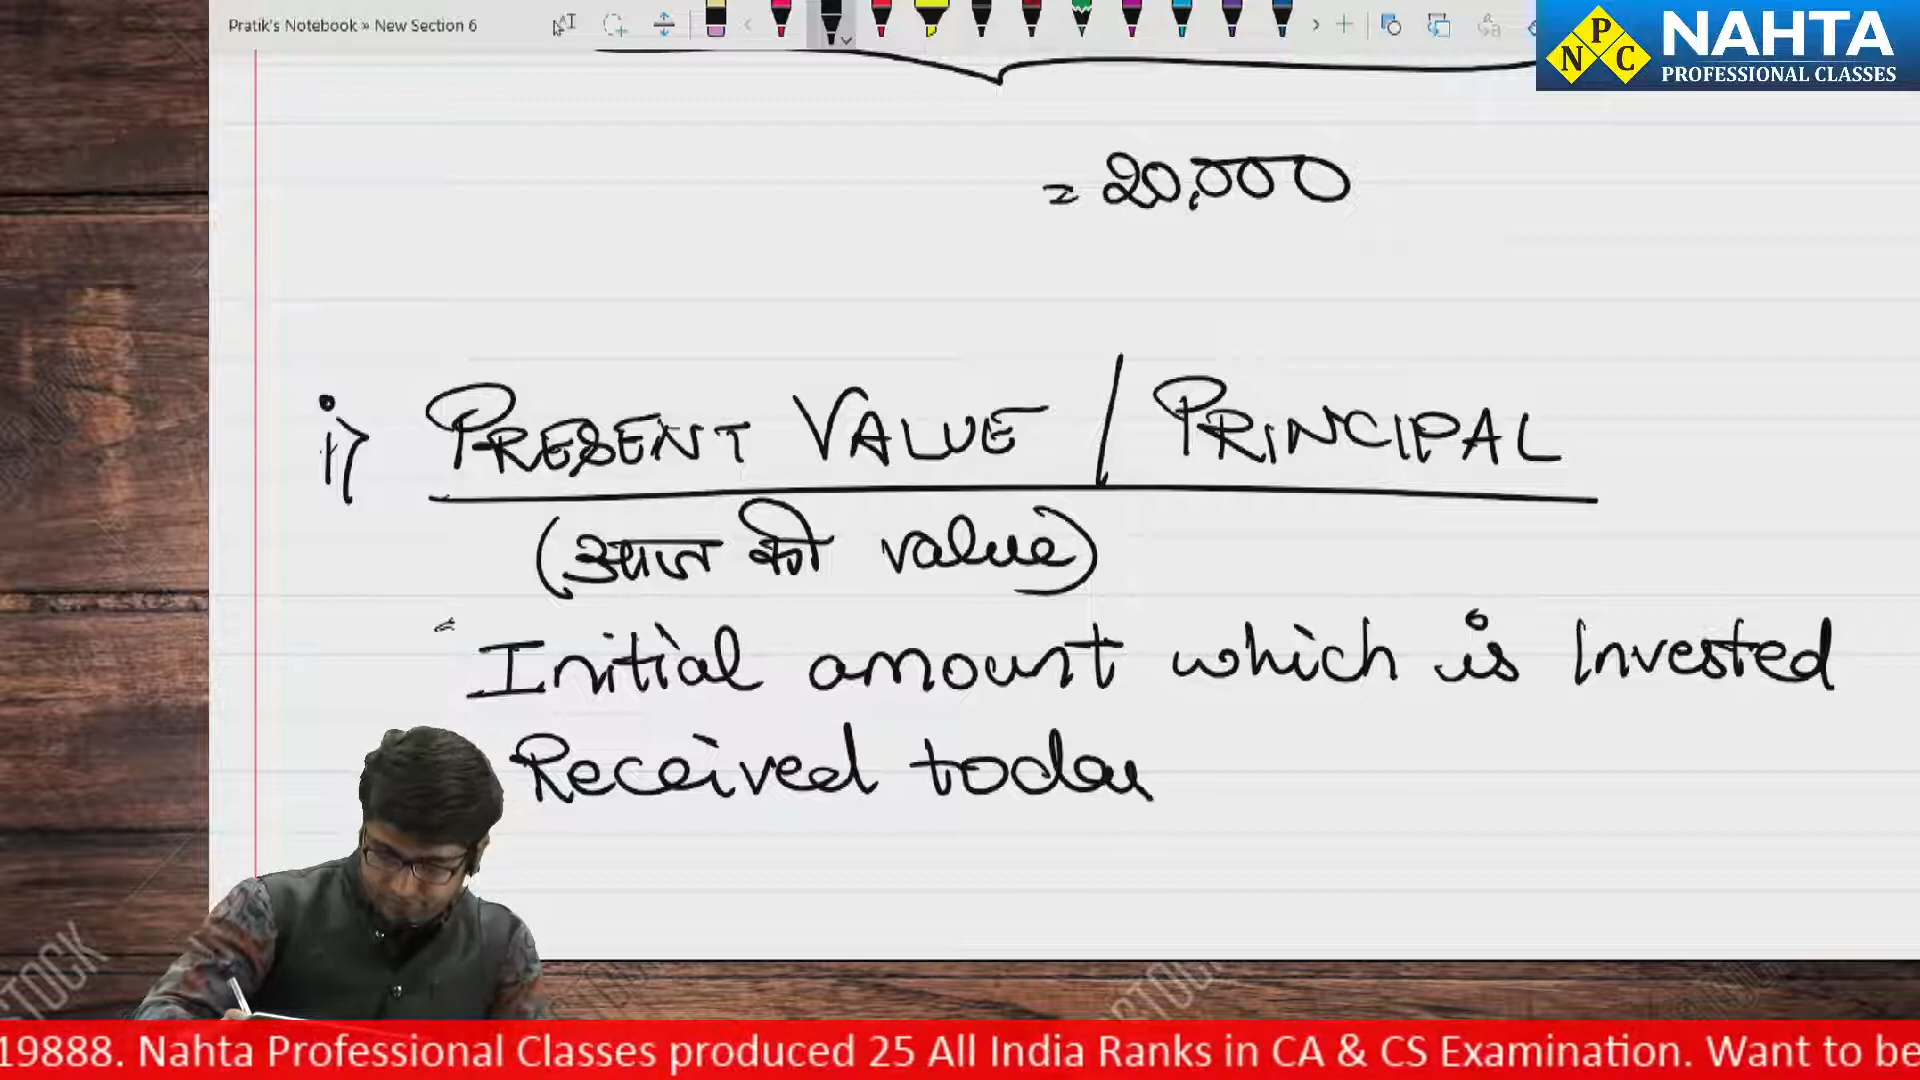 Pratik's Notebook » New Section 6
NPC
NAHTA
PROFESSIONAL CLASSES
= 20,000
i) PRESENT VALUE / PRINCIPAL
(आज की value)
Initial amount which is Invested
Received today
STOCK
19888. Nahta Professional Classes produced 25 All India Ranks in CA & CS Examination. Want to be